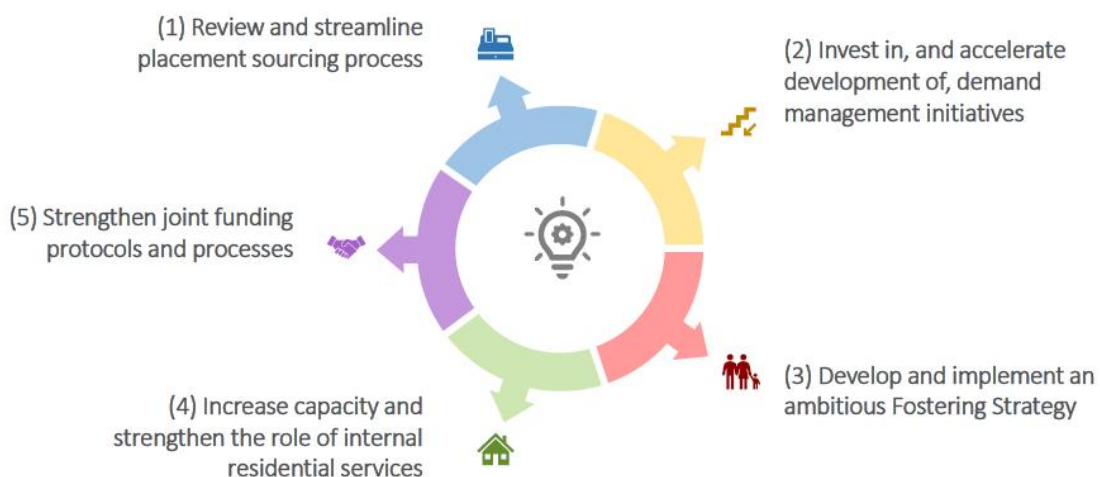 (1) Review and streamline
placement sourcing process
(2) Invest in, and accelerate
development of, demand
management initiatives
(5) Strengthen joint funding
protocols and processes
(3) Develop and implement an
ambitious Fostering Strategy
(4) Increase capacity and
strengthen the role of internal
residential services